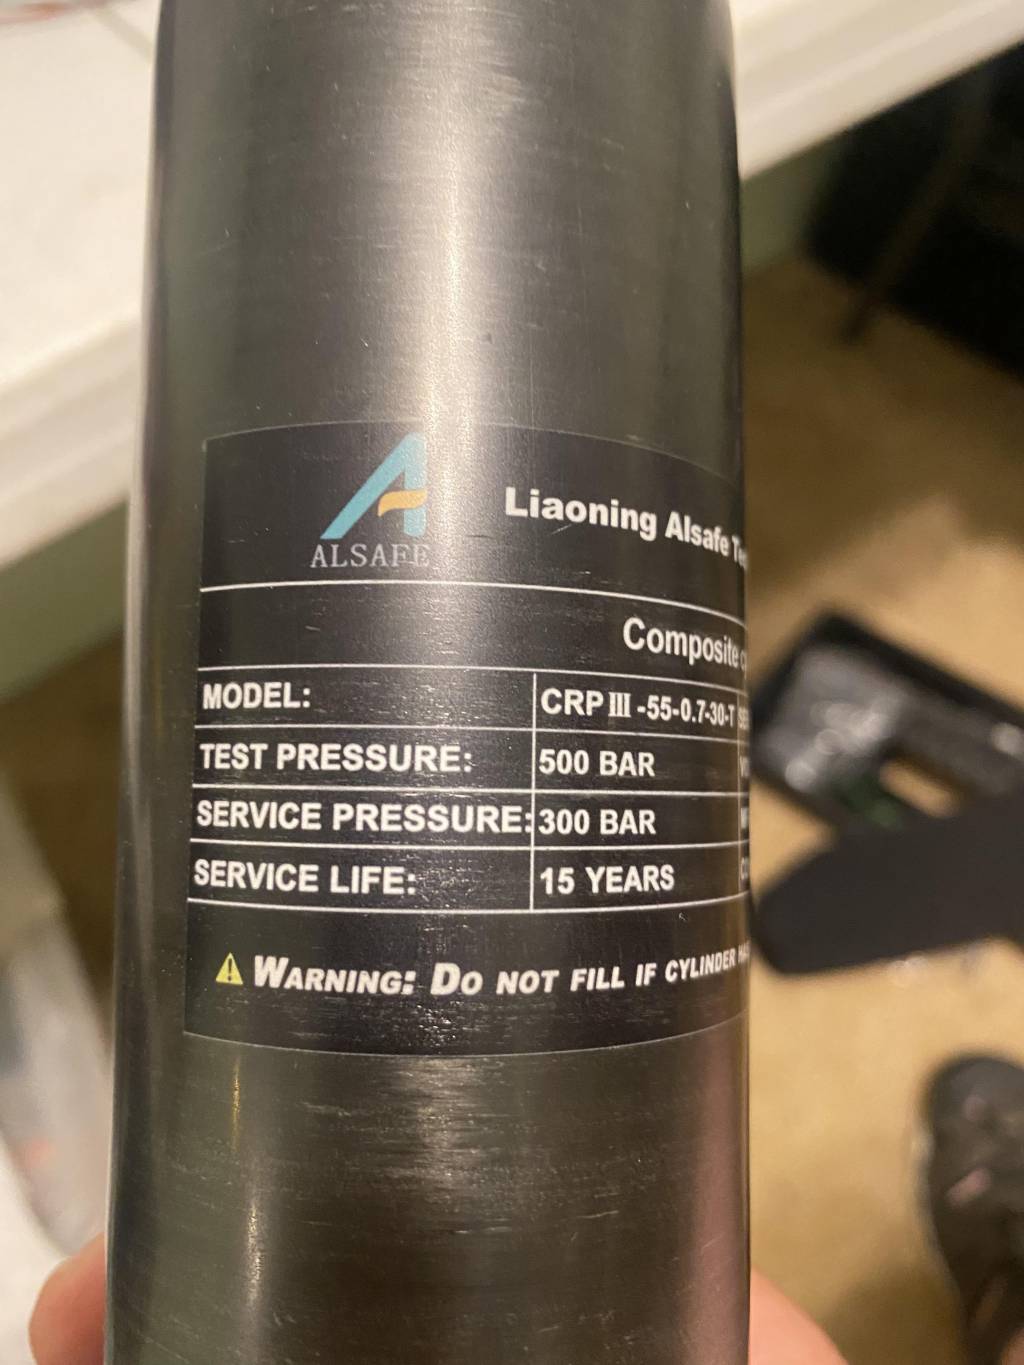 ALSAFE
Liaoning Alsafe
Composite
MODEL: CRP III -55-0.7-30-T
TEST PRESSURE: 500 BAR
SERVICE PRESSURE: 300 BAR
SERVICE LIFE: 15 YEARS
WARNING: DO NOT FILL IF CYLINDER